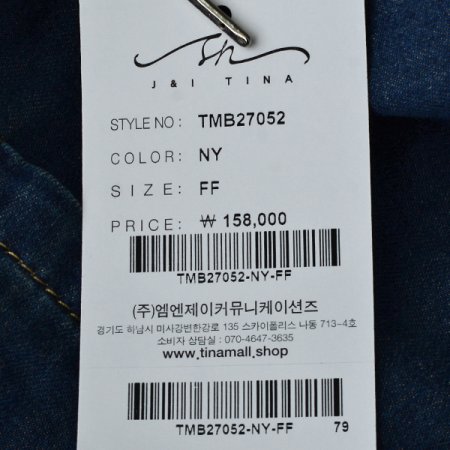 J & I TINA
STYLE NO : TMB27052
COLOR: NY
SIZE: FF
PRICE: ₩ 158,000
TMB27052-NY-FF
(주)엠엔제이커뮤니케이션즈
경기도 하남시 미사강변한강로 135 스카이폴리스 나동 713-4호
소비자 상담실 : 070-4647-3635
www.tinamall.shop
TMB27052-NY-FF 79